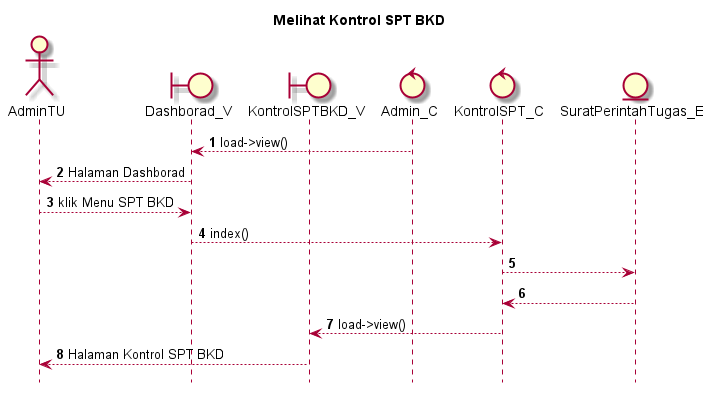 Melihat Kontrol SPT BKD
AdminTU Dashborad_V KontrolSPTBKD_V Admin_C KontrolSPT_C SuratPerintahTugas_E
1 load->view()
2 Halaman Dashborad
3 klik Menu SPT BKD
4 index()
5
6
7 load->view()
8 Halaman Kontrol SPT BKD